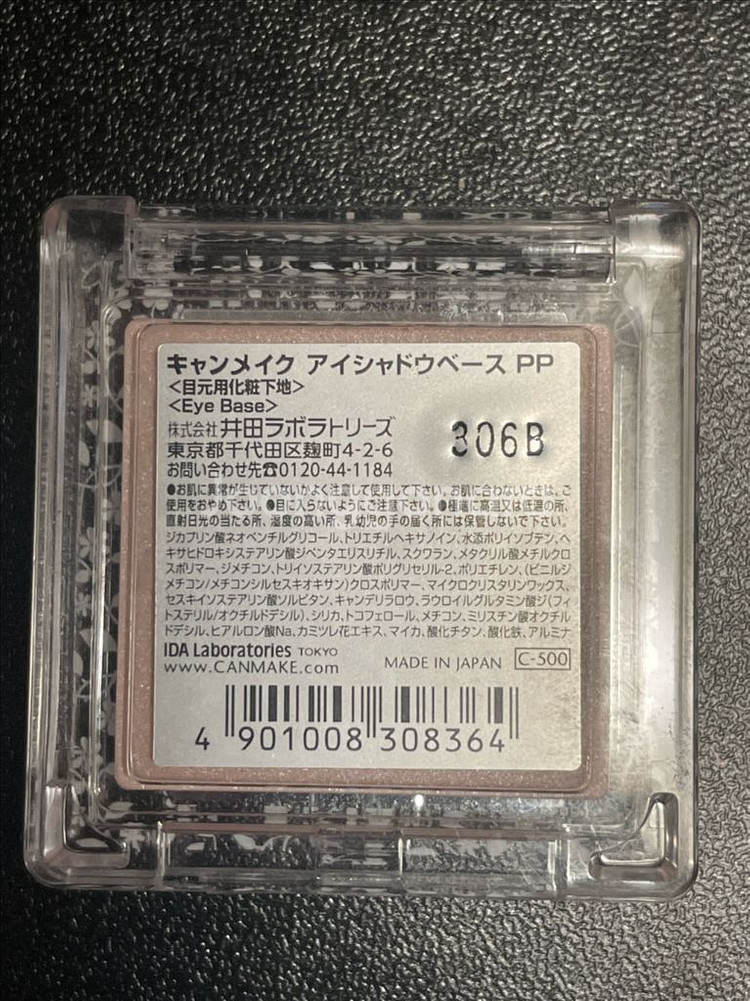 キャンメイク アイシャドウベース PP
<目元用化粧下地>
<Eye Base>
株式会社 井田ラボラトリーズ
306B
東京都千代田区麹町4-2-6
お問い合わせ先☎0120-44-1184
●お肌に異常が生じていないかよく注意して使用して下さい。お肌に合わないときは、ご
使用をおやめ下さい。●目に入らないようにご注意下さい。●極端に高温又は低温の所、
直射日光の当たる所、湿度の高い所、乳幼児の手の届く所には保管しないで下さい。
ジカプリン酸ネオペンチルグリコール、トリエチルヘキサノイン、水添ポリイソブテン、ヘ
キサヒドロキシステアリン酸ジペンタエリスリチル、スクワラン、メタクリル酸メチルクロ
スポリマー、ジメチコン、トリイソステアリン酸ポリグリセリル-2、ポリエチレン、(ビニルジ
メチコン/メチコンシルセスキオキサン)クロスポリマー、マイクロクリスタリンワックス、
セスキイソステアリン酸ソルビタン、キャンデリラロウ、ラウロイルグルタミン酸ジ(フィ
トステリル/オクチルドデシル)、シリカ、トコフェロール、メチコン、ミリスチン酸オクチル
ドデシル、ヒアルロン酸Na、カミツレ花エキス、マイカ、酸化チタン、酸化鉄、アルミナ
IDA Laboratories TOKYO
www.CANMAKE.com MADE IN JAPAN C-500
4 901008 308364